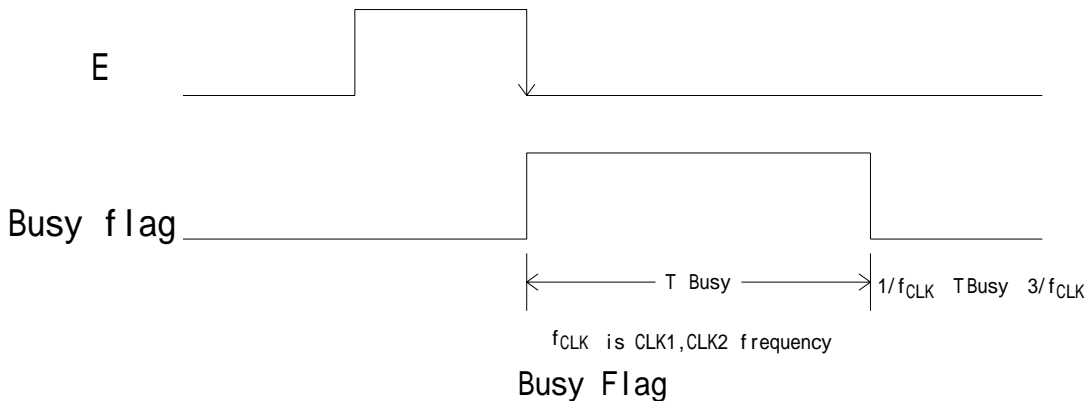 E
Busy flag
T Busy
1/fCLK TBusy 3/fCLK
fCLK is CLK1,CLK2 frequency
Busy Flag